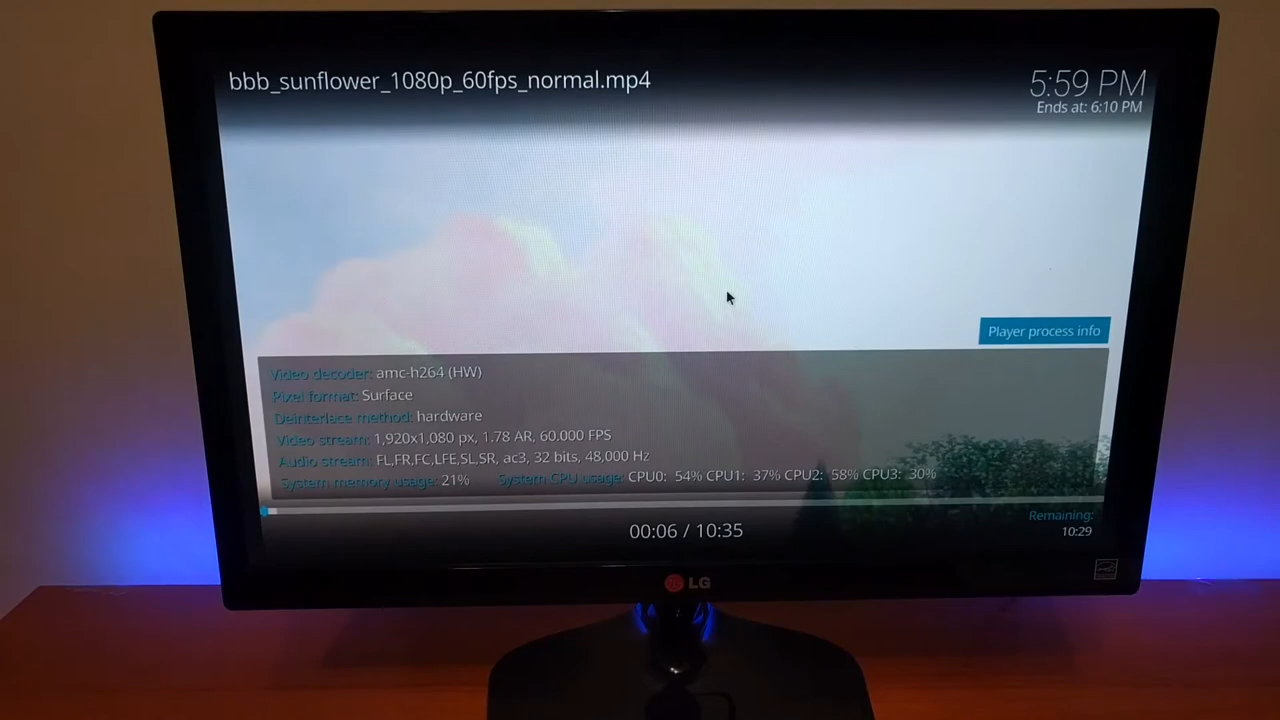 bbb_sunflower_1080p_60fps_normal.mp4
5:59 PM
Ends at: 6:10 PM
Player process info
Video decoder: amc-h264 (HW)
Pixel format: Surface
Deinterlace method: hardware
Video stream: 1,920x1,080 px, 1.78 AR, 60.000 FPS
Audio stream: FL,FR,FC,LFE,SL,SR, ac3, 32 bits, 48,000 Hz
System memory usage: 21% System CPU usage: CPU0: 54% CPU1: 37% CPU2: 58% CPU3: 30%
00:06 / 10:35
Remaining:
10:29
LG